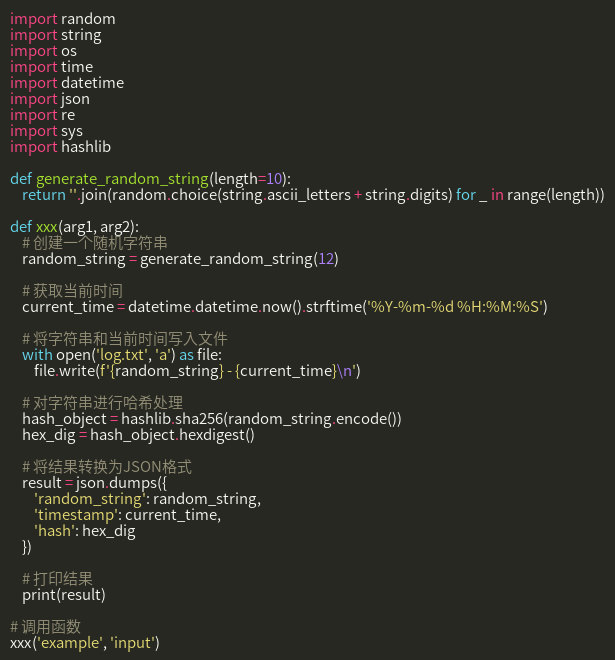 import random
import string
import os
import time
import datetime
import json
import re
import sys
import hashlib

def generate_random_string(length=10):
    return ''.join(random.choice(string.ascii_letters + string.digits) for _ in range(length))

def xxx(arg1, arg2):
    # 创建一个随机字符串
    random_string = generate_random_string(12)

    # 获取当前时间
    current_time = datetime.datetime.now().strftime('%Y-%m-%d %H:%M:%S')

    # 将字符串和当前时间写入文件
    with open('log.txt', 'a') as file:
        file.write(f'{random_string} - {current_time}\n')

    # 对字符串进行哈希处理
    hash_object = hashlib.sha256(random_string.encode())
    hex_dig = hash_object.hexdigest()

    # 将结果转换为JSON格式
    result = json.dumps({
        'random_string': random_string,
        'timestamp': current_time,
        'hash': hex_dig
    })

    # 打印结果
    print(result)

# 调用函数
xxx('example', 'input')